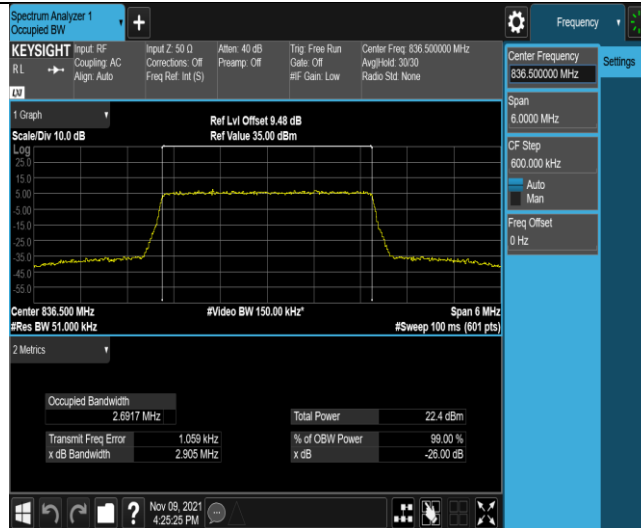 Spectrum Analyzer 1
Occupied BW
Frequency
KEYSIGHT
RL
LXI
Input: RF
Coupling: AC
Align: Auto
Input Z: 50 Ω
Corrections: Off
Freq Ref: Int (S)
Atten: 40 dB
Preamp: Off
Trig: Free Run
Gate: Off
#IF Gain: Low
Center Freq: 836.500000 MHz
Avg|Hold: 30/30
Radio Std: None
Center Frequency
836.500000 MHz
Settings
Span
6.0000 MHz
CF Step
600.000 kHz
Auto
Man
Freq Offset
0 Hz
1 Graph
Scale/Div 10.0 dB
Ref Lvl Offset 9.48 dB
Ref Value 35.00 dBm
Log
25.0
15.0
5.00
-5.00
-15.0
-25.0
-35.0
-45.0
-55.0
Center 836.500 MHz
#Res BW 51.000 kHz
#Video BW 150.00 kHz*
Span 6 MHz
#Sweep 100 ms (601 pts)
2 Metrics
Occupied Bandwidth
2.6917 MHz
Total Power 22.4 dBm
Transmit Freq Error 1.059 kHz
% of OBW Power 99.00 %
x dB Bandwidth 2.905 MHz
x dB -26.00 dB
?
Nov 09, 2021
4:25:25 PM